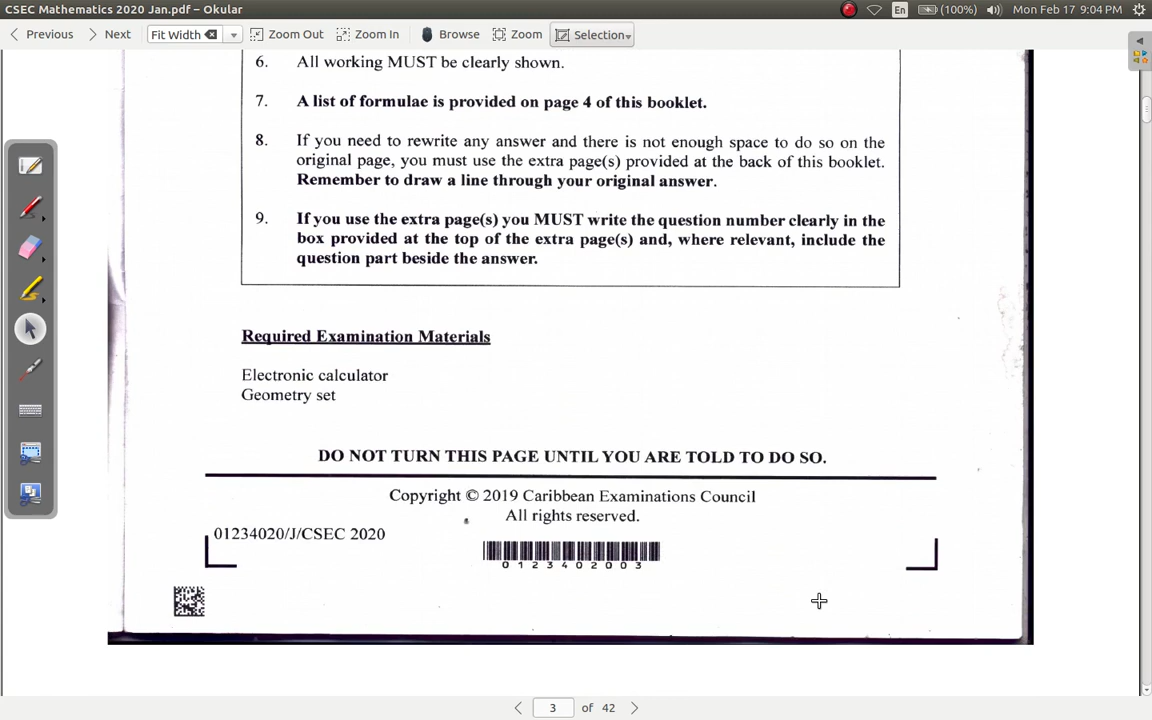 CSEC Mathematics 2020 Jan.pdf – Okular
En (100%) Mon Feb 17 9:04 PM
Previous Next Fit Width Zoom Out Zoom In Browse Zoom Selection
6. All working MUST be clearly shown.
7. A list of formulae is provided on page 4 of this booklet.
8. If you need to rewrite any answer and there is not enough space to do so on the
original page, you must use the extra page(s) provided at the back of this booklet.
Remember to draw a line through your original answer.
9. If you use the extra page(s) you MUST write the question number clearly in the
box provided at the top of the extra page(s) and, where relevant, include the
question part beside the answer.
Required Examination Materials
Electronic calculator
Geometry set
DO NOT TURN THIS PAGE UNTIL YOU ARE TOLD TO DO SO.
Copyright © 2019 Caribbean Examinations Council
All rights reserved.
01234020/J/CSEC 2020
0 1 2 3 4 0 2 0 0 3
3 of 42